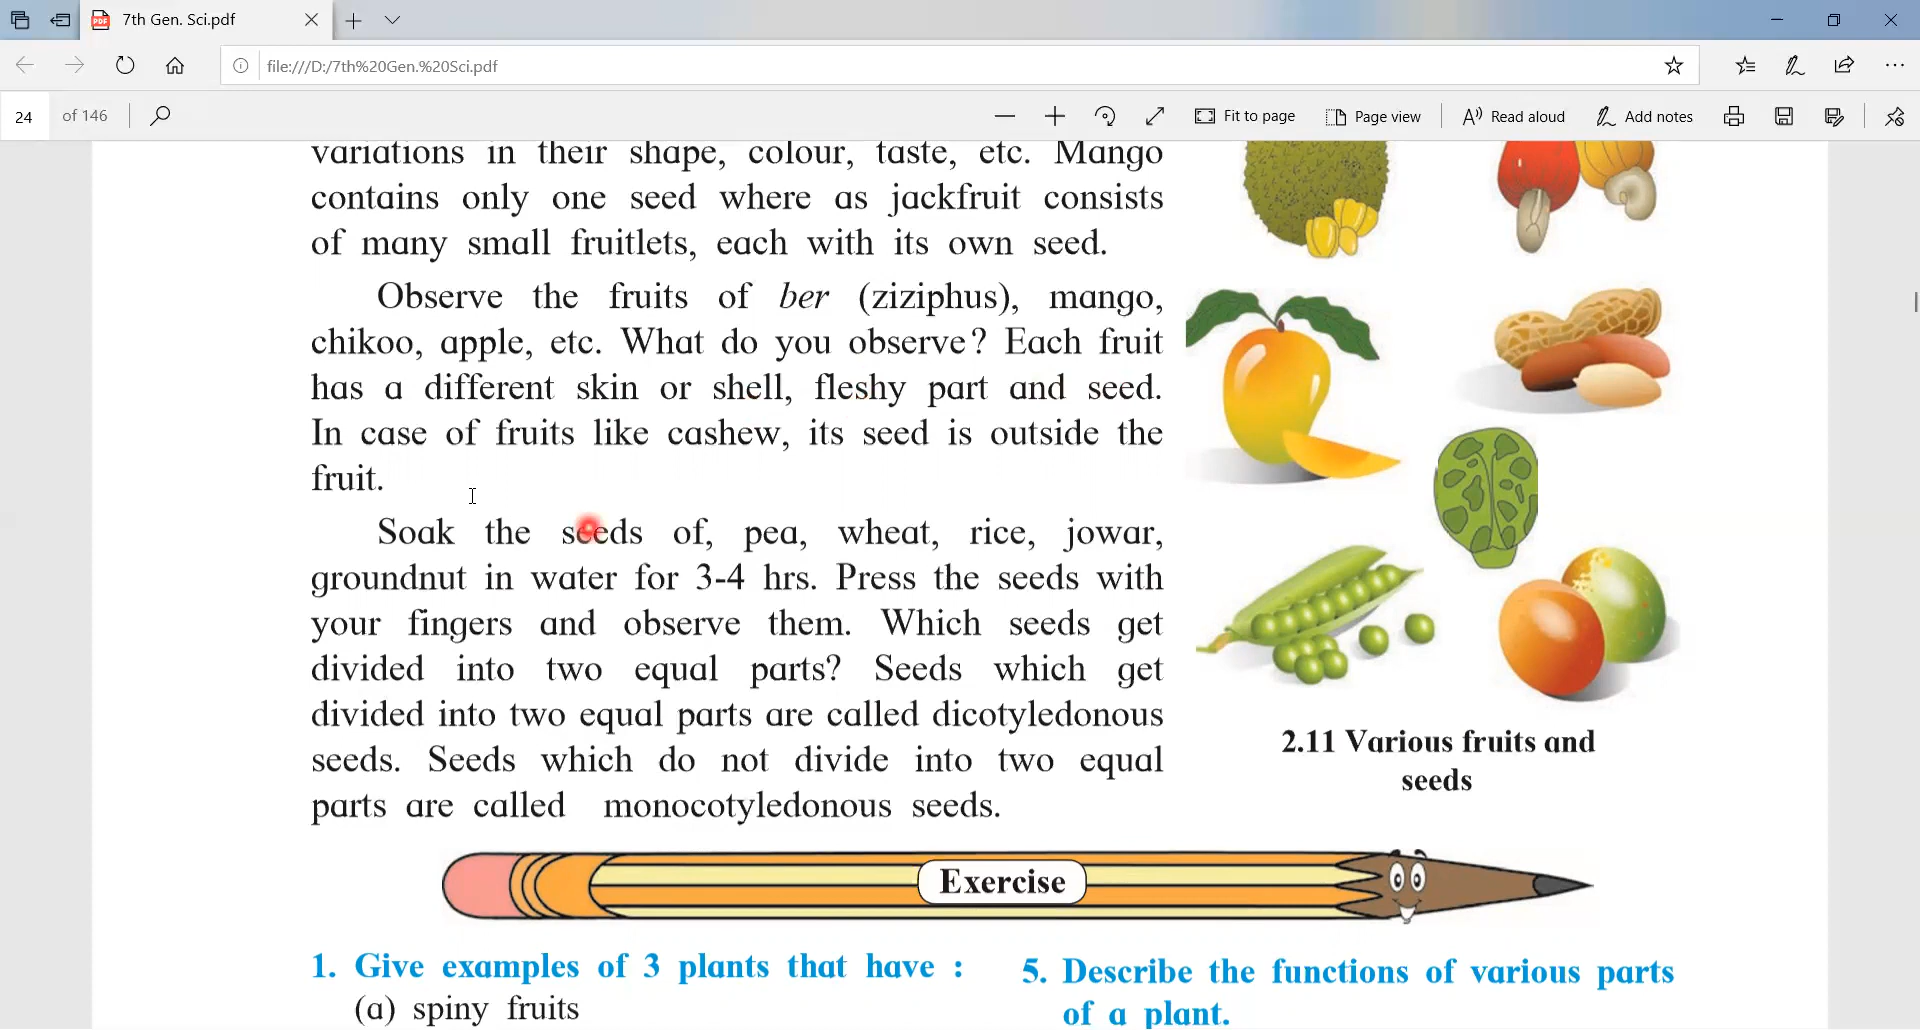 7th Gen. Sci.pdf
file:///D:/7th%20Gen.%20Sci.pdf
24 of 146
Fit to page
Page view
Read aloud
Add notes
variations in their shape, colour, taste, etc. Mango
contains only one seed where as jackfruit consists
of many small fruitlets, each with its own seed.
Observe the fruits of ber (ziziphus), mango,
chikoo, apple, etc. What do you observe? Each fruit
has a different skin or shell, fleshy part and seed.
In case of fruits like cashew, its seed is outside the
fruit.
Soak the seeds of, pea, wheat, rice, jowar,
groundnut in water for 3-4 hrs. Press the seeds with
your fingers and observe them. Which seeds get
divided into two equal parts? Seeds which get
divided into two equal parts are called dicotyledonous
seeds. Seeds which do not divide into two equal
parts are called monocotyledonous seeds.
2.11 Various fruits and
seeds
Exercise
1. Give examples of 3 plants that have :
(a) spiny fruits
5. Describe the functions of various parts
of a plant.